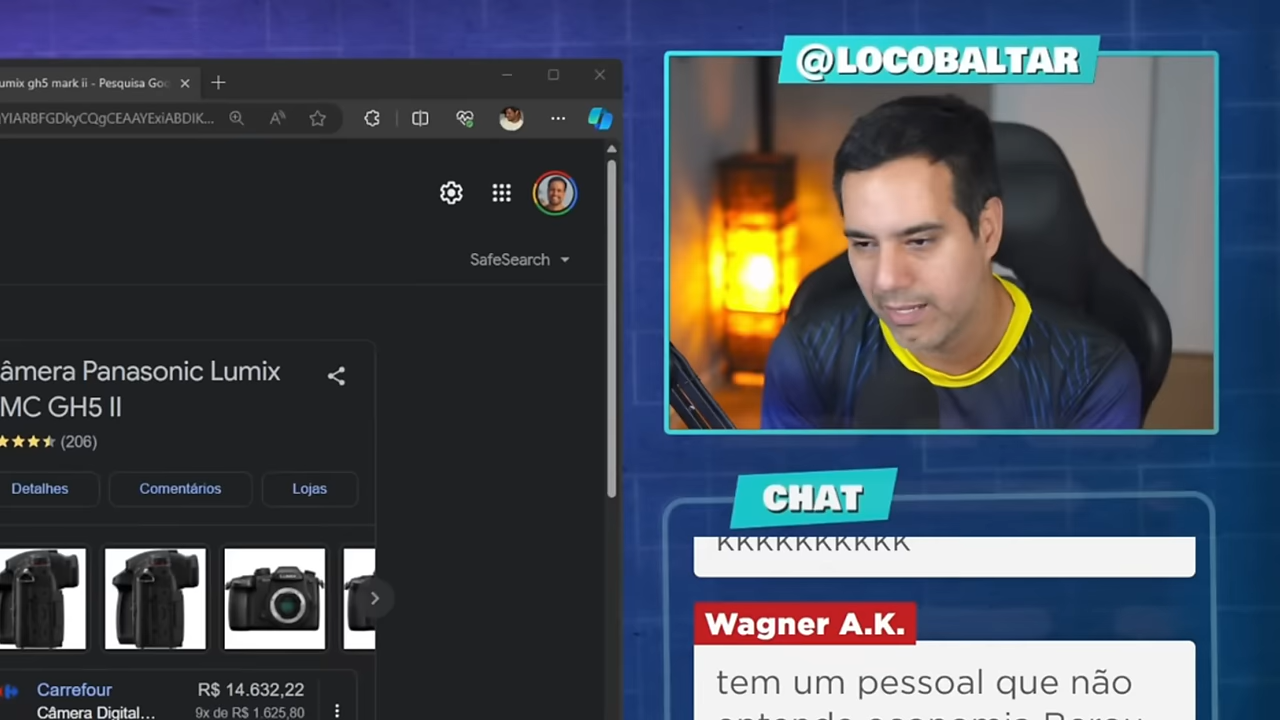 @LOCOBALTAR
umix gh5 mark ii - Pesquisa Goo
YIARBFGDkyCQgCEAAYExiABDIK...
SafeSearch
âmera Panasonic Lumix
MC GH5 II
(206)
Detalhes
Comentários
Lojas
Carrefour
R$ 14.632,22
Câmera Digital...
9x de R$ 1.625,80
CHAT
KKKKKKKKKK
Wagner A.K.
tem um pessoal que não
entende economia